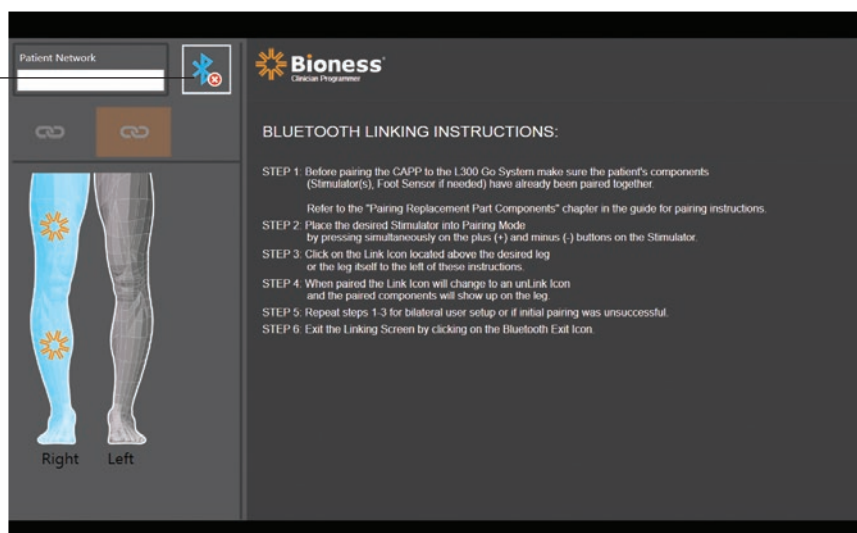 Patient Network
Bioness
Clinician Programmer
BLUETOOTH LINKING INSTRUCTIONS:
STEP 1: Before pairing the CAPP to the L300 Go System make sure the patient's components
(Stimulator(s), Foot Sensor if needed) have already been paired together.
Refer to the "Pairing Replacement Part Components" chapter in the guide for pairing instructions.
STEP 2: Place the desired Stimulator into Pairing Mode
by pressing simultaneously on the plus (+) and minus (-) buttons on the Stimulator.
STEP 3: Click on the Link Icon located above the desired leg
or the leg itself to the left of these instructions.
STEP 4: When paired the Link Icon will change to an unLink Icon
and the paired components will show up on the leg.
STEP 5: Repeat steps 1-3 for bilateral user setup or if initial pairing was unsuccessful.
STEP 6: Exit the Linking Screen by clicking on the Bluetooth Exit Icon.
Right Left